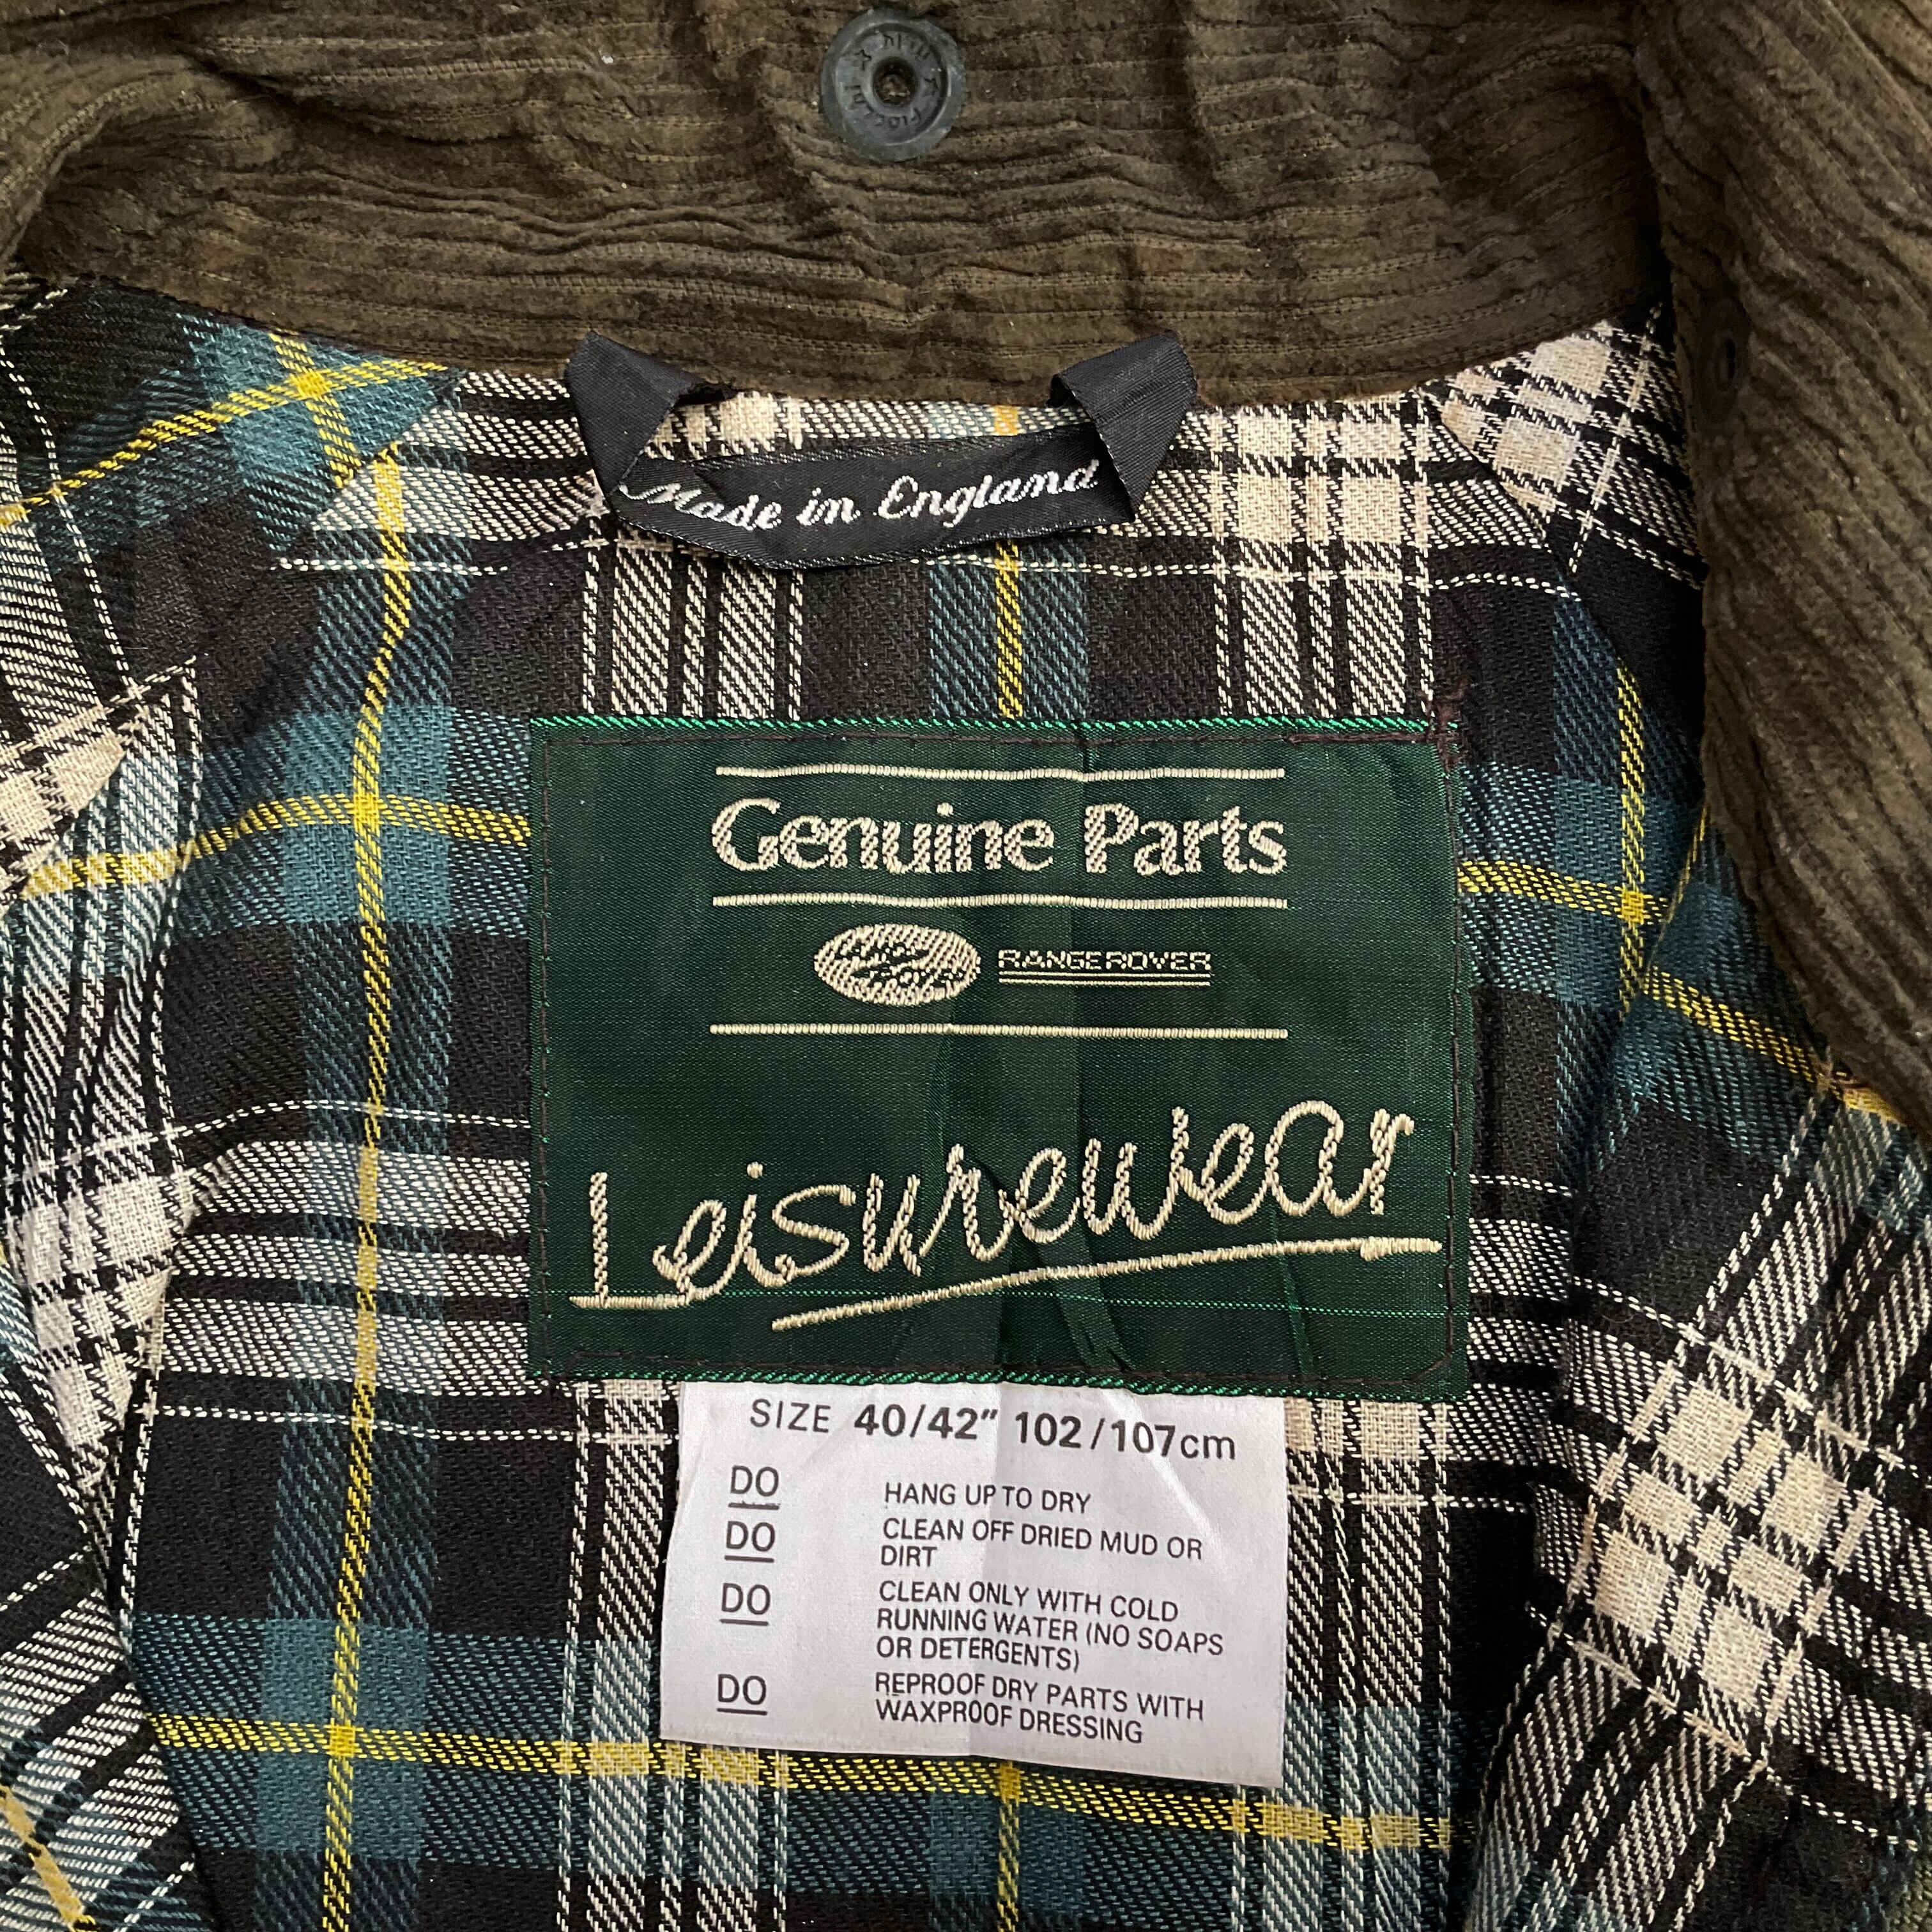 Made in England
Genuine Parts
RANGE ROVER
Leisurewear
SIZE 40/42" 102/107cm
DO HANG UP TO DRY
DO CLEAN OFF DRIED MUD OR
DIRT
DO CLEAN ONLY WITH COLD
RUNNING WATER (NO SOAPS
OR DETERGENTS)
DO REPROOF DRY PARTS WITH
WAXPROOF DRESSING